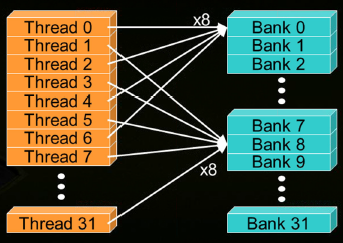 Thread 0
Thread 1
Thread 2
Thread 3
Thread 4
Thread 5
Thread 6
Thread 7
Thread 31
x8
x8
Bank 0
Bank 1
Bank 2
Bank 7
Bank 8
Bank 9
Bank 31